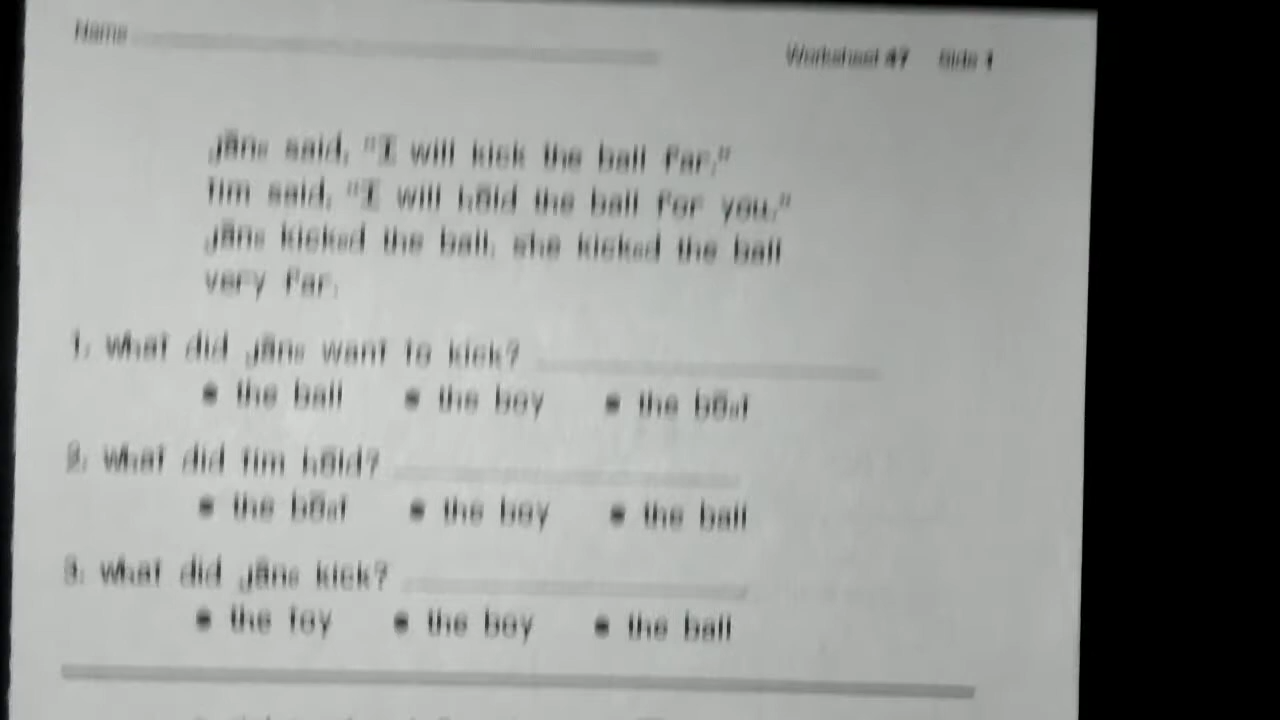 Name
Worksheet 47 Side 1
jāne said, "I will kick the ball far."
tim said, "I will hōld the ball for you."
jāne kicked the ball. she kicked the ball
very far.
1. what did jāne want to kick?
• the ball • the boy • the bōat
2. what did tim hōld?
• the bōat • the boy • the ball
3. what did jāne kick?
• the toy • the boy • the ball